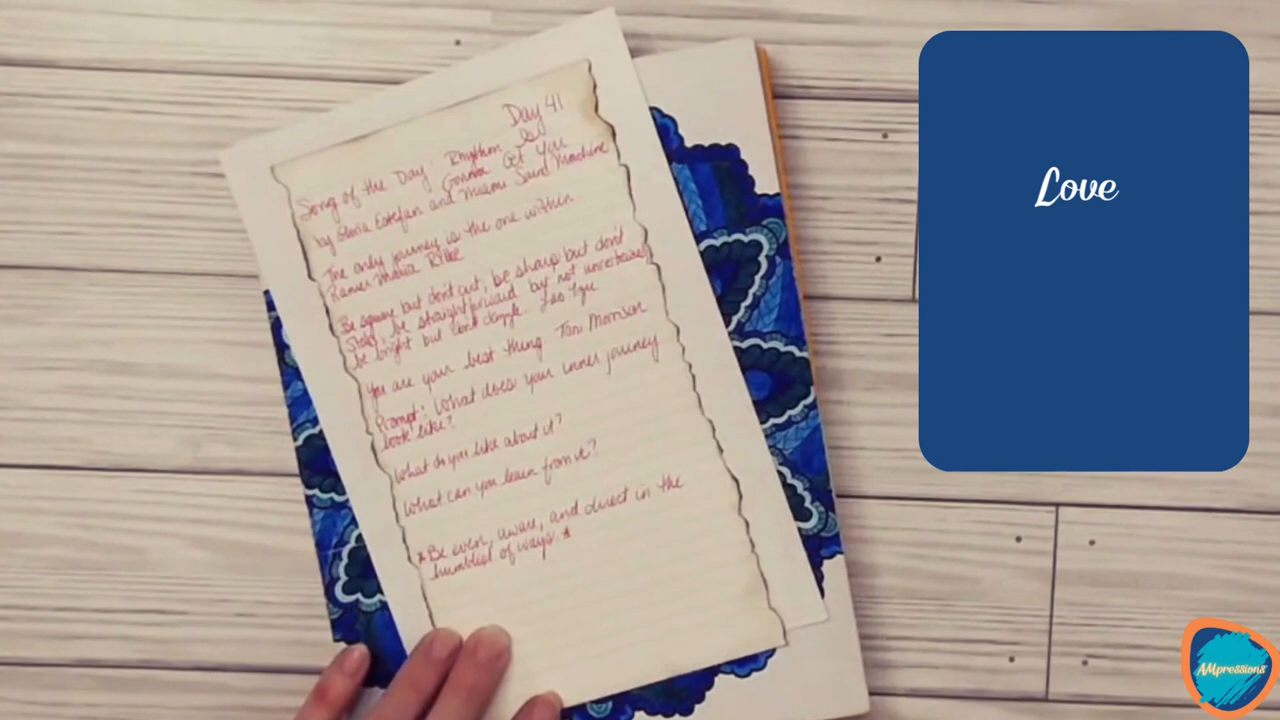 Day 41
Song of the Day: Rhythm Is
Gonna Get You
by Gloria Estefan and Miami Sound Machine
The only journey is the one within.
Rainer Maria Rilke
Be square but don't cut, be sharp but don't
stab, be straightforward but not unrestrained,
be bright but don't dazzle. Lao Tzu
You are your best thing. Toni Morrison
Prompt: What does your inner journey
look like?
What do you like about it?
What can you learn from it?
*Be even, aware, and direct in the
humblest of ways.*
Love
AMpressions